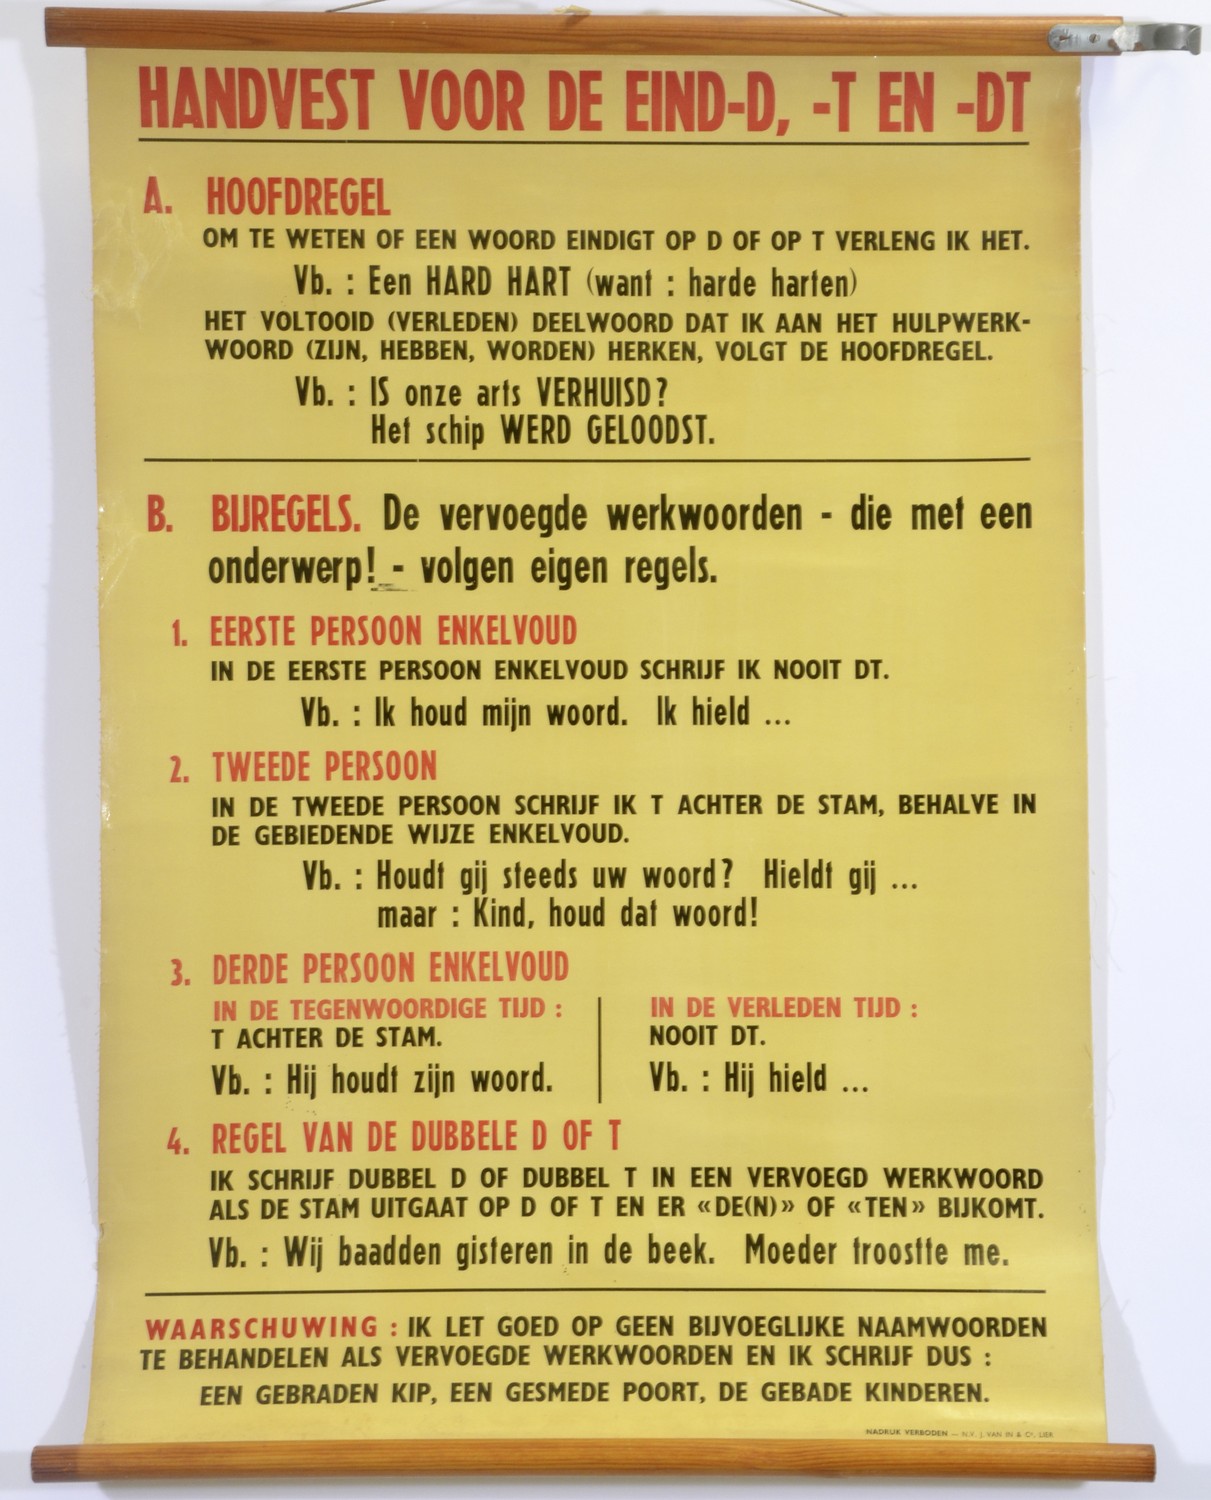 HANDVEST VOOR DE EIND-D, -T EN -DT
A. HOOFDREGEL
OM TE WETEN OF EEN WOORD EINDIGT OP D OF OP T VERLENG IK HET.
Vb. : Een HARD HART (want : harde harten)
HET VOLTOOID (VERLEDEN) DEELWOORD DAT IK AAN HET HULPWERK-
WOORD (ZIJN, HEBBEN, WORDEN) HERKEN, VOLGT DE HOOFDREGEL.
Vb. : IS onze arts VERHUISD?
Het schip WERD GELOODST.
B. BIJREGELS. De vervoegde werkwoorden - die met een
onderwerp! - volgen eigen regels.
1. EERSTE PERSOON ENKELVOUD
IN DE EERSTE PERSOON ENKELVOUD SCHRIJF IK NOOIT DT.
Vb. : Ik houd mijn woord. Ik hield ...
2. TWEEDE PERSOON
IN DE TWEEDE PERSOON SCHRIJF IK T ACHTER DE STAM, BEHALVE IN
DE GEBIEDENDE WIJZE ENKELVOUD.
Vb. : Houdt gij steeds uw woord? Hieldt gij ...
maar : Kind, houd dat woord!
3. DERDE PERSOON ENKELVOUD
IN DE TEGENWOORDIGE TIJD :
T ACHTER DE STAM.
Vb. : Hij houdt zijn woord.
IN DE VERLEDEN TIJD :
NOOIT DT.
Vb. : Hij hield ...
4. REGEL VAN DE DUBBELE D OF T
IK SCHRIJF DUBBEL D OF DUBBEL T IN EEN VERVOEGD WERKWOORD
ALS DE STAM UITGAAT OP D OF T EN ER «DE(N)» OF «TEN» BIJKOMT.
Vb. : Wij baadden gisteren in de beek. Moeder troostte me.
WAARSCHUWING : IK LET GOED OP GEEN BIJVOEGLIJKE NAAMWOORDEN
TE BEHANDELEN ALS VERVOEGDE WERKWOORDEN EN IK SCHRIJF DUS :
EEN GEBRADEN KIP, EEN GESMEDE POORT, DE GEBADE KINDEREN.
NADRUK VERBODEN — N.V. J. VAN IN & Co, LIER